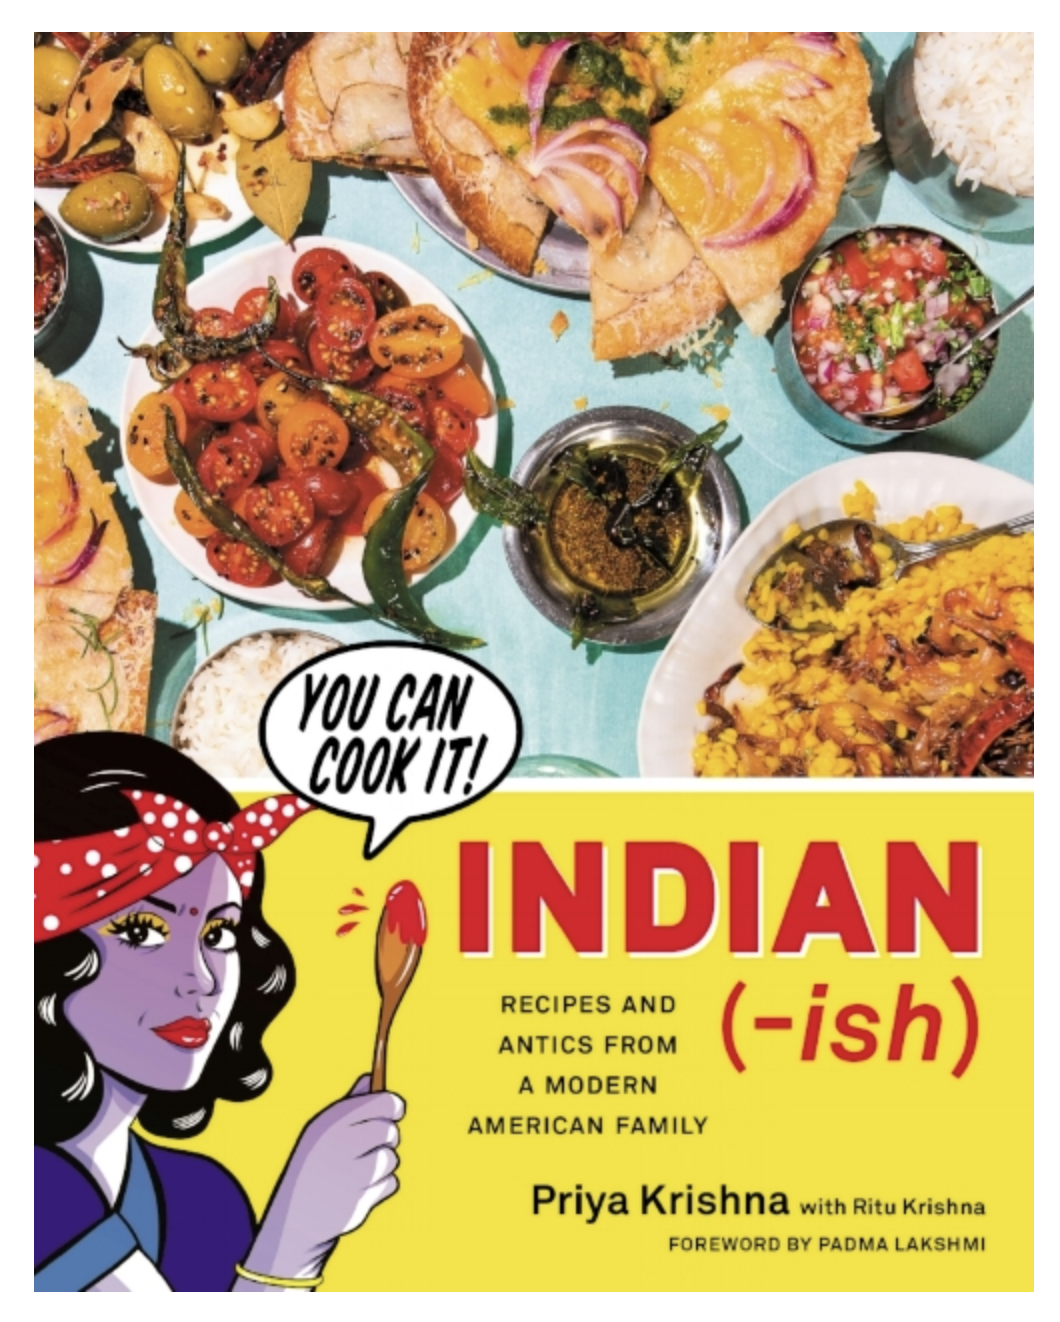 YOU CAN
COOK IT!
INDIAN
(-ish)
RECIPES AND
ANTICS FROM
A MODERN
AMERICAN FAMILY
Priya Krishna with Ritu Krishna
FOREWORD BY PADMA LAKSHMI